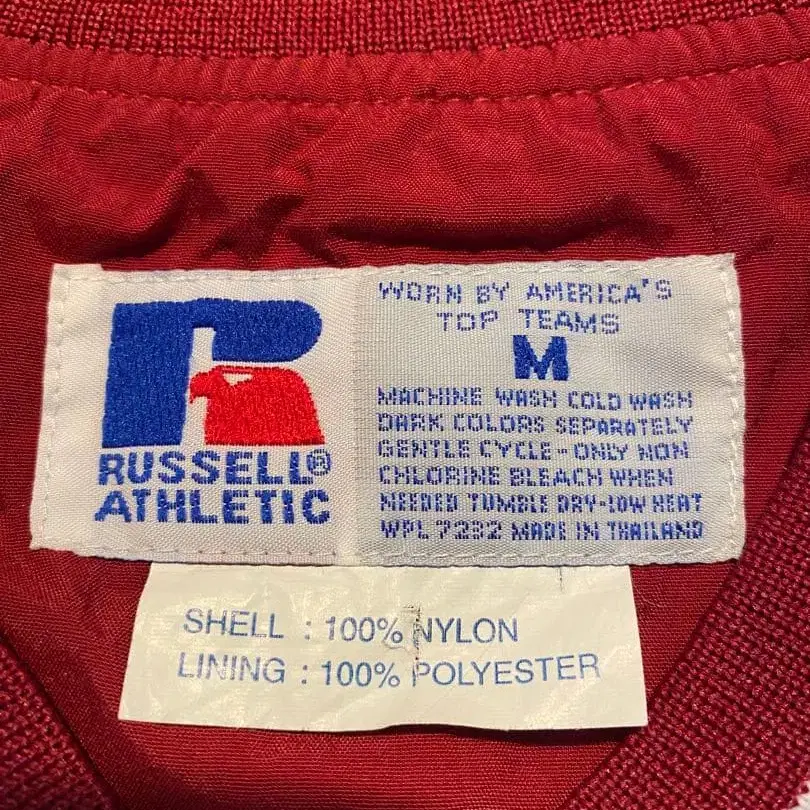 RUSSELL®
ATHLETIC
WORN BY AMERICA'S
TOP TEAMS
M
MACHINE WASH COLD WASH
DARK COLORS SEPARATELY
GENTLE CYCLE-ONLY NON
CHLORINE BLEACH WHEN
NEEDED TUMBLE DRY-LOW HEAT
WPL 7232 MADE IN THAILAND
SHELL : 100% NYLON
LINING : 100% POLYESTER